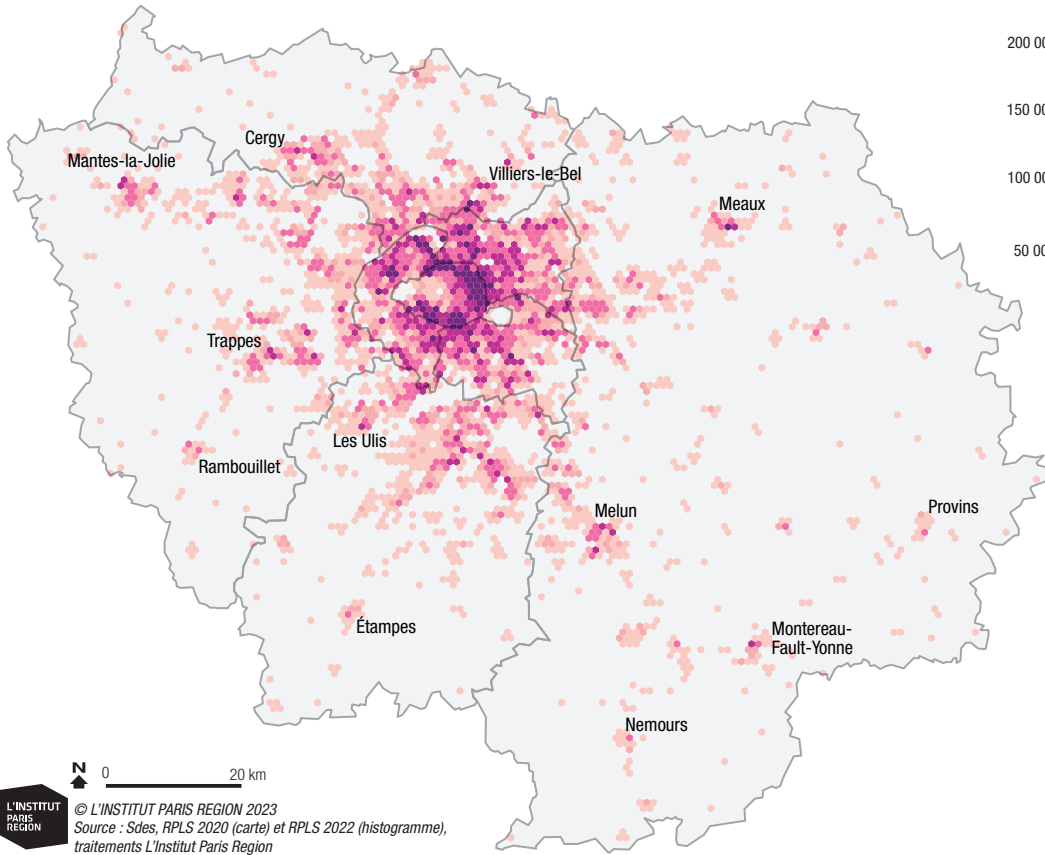 200 00
150 00
100 00
50 00
Cergy
Mantes-la-Jolie
Villiers-le-Bel
Meaux
Trappes
Les Ulis
Rambouillet
Melun
Provins
Étampes
Montereau-
Fault-Yonne
Nemours
N
0 20 km
L'INSTITUT
PARIS
REGION
© L'INSTITUT PARIS REGION 2023
Source : Sdes, RPLS 2020 (carte) et RPLS 2022 (histogramme),
traitements L'Institut Paris Region